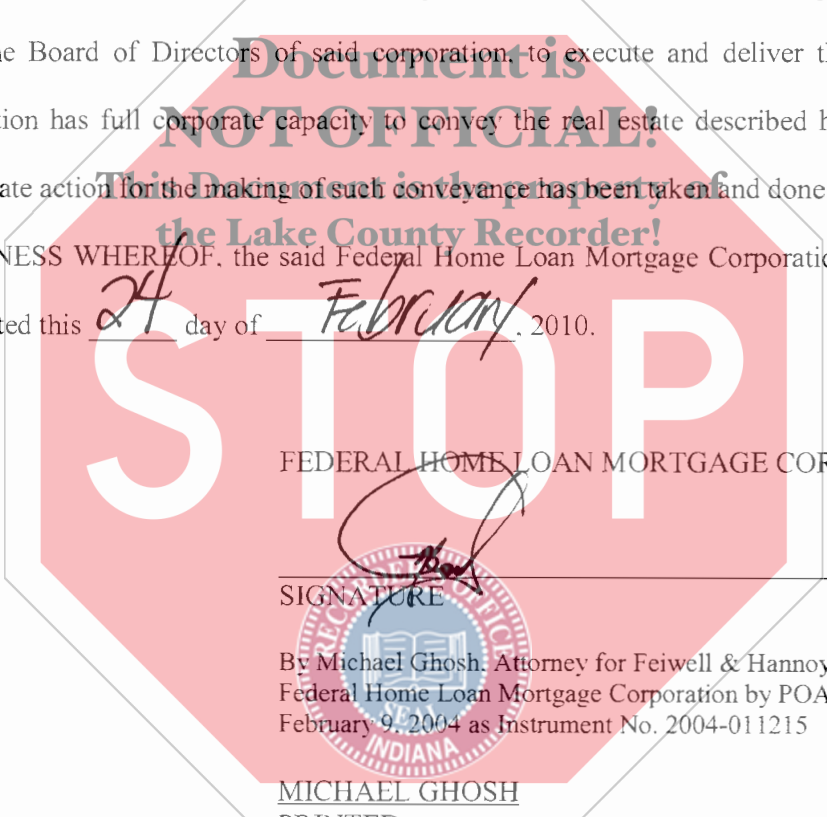 e Board of Directors of said corporation, to execute and deliver t
Document is
tion has full corporate capacity to convey the real estate described h
NOT OFFICIAL!
ate action for the making of such conveyance has been taken and done
This Document is the property of
the Lake County Recorder!
NESS WHEREOF, the said Federal Home Loan Mortgage Corporatio
ted this 24 day of February, 2010.
STOP
FEDERAL HOME LOAN MORTGAGE COR
SIGNATURE
RECORDER'S OFFICE
By Michael Ghosh, Attorney for Feiwell & Hannoy
Federal Home Loan Mortgage Corporation by POA
February 9, 2004 as Instrument No. 2004-011215
SEAL
INDIANA
MICHAEL GHOSH
PRINTED